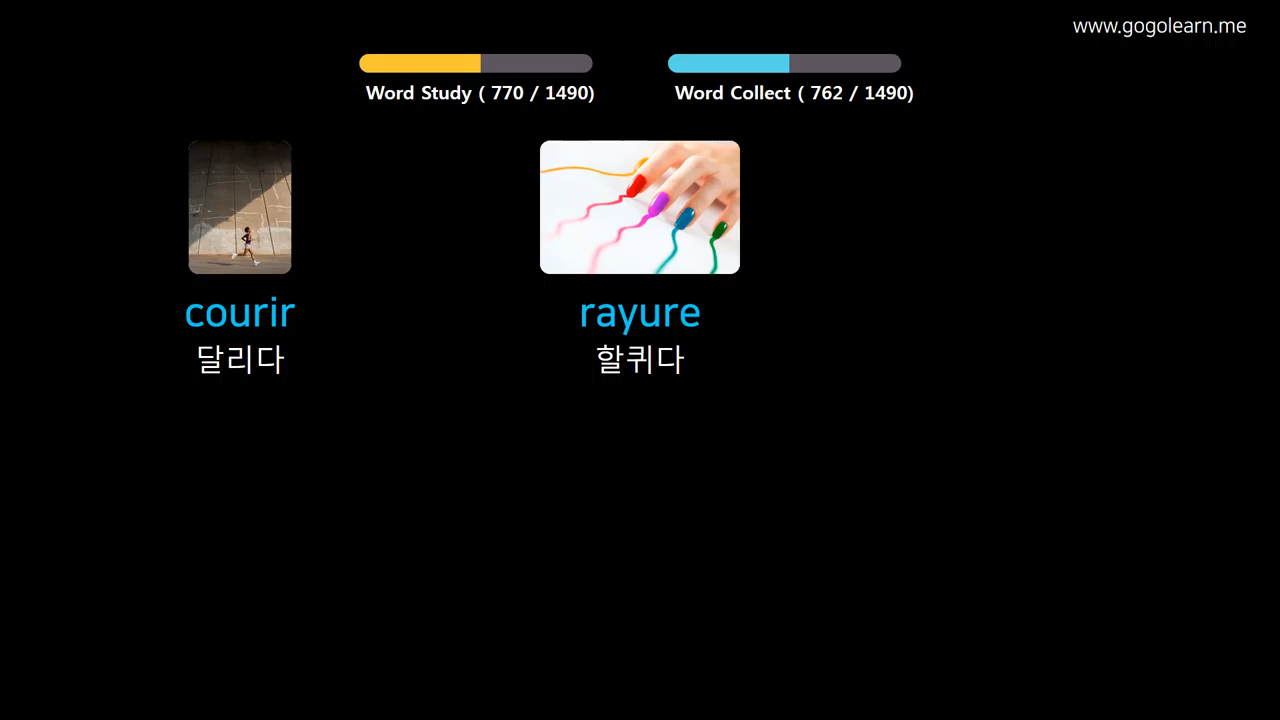 www.gogolearn.me
Word Study ( 770 / 1490)
Word Collect ( 762 / 1490)
courir
rayure
달리다
할퀴다